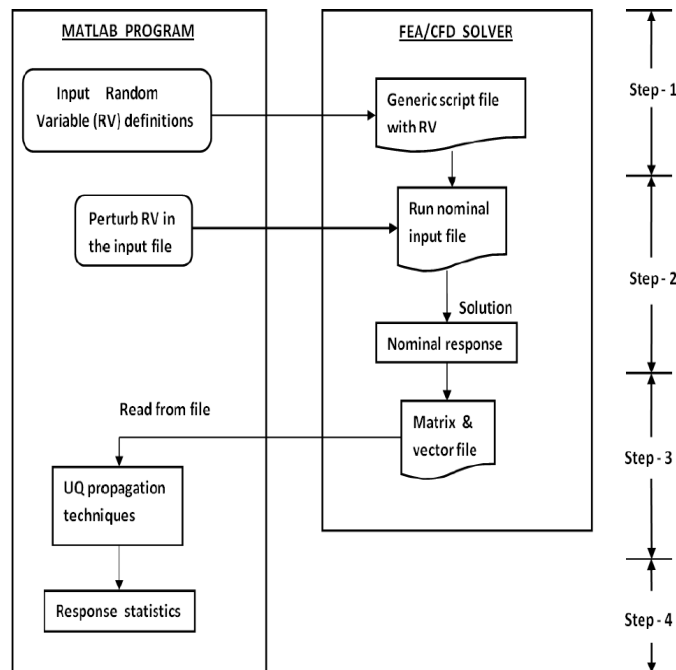 MATLAB PROGRAM
FEA/CFD SOLVER
Input Random
Variable (RV) definitions
Generic script file
with RV
Step - 1
Perturb RV in
the input file
Run nominal
input file
Step - 2
Solution
Nominal response
Read from file
Matrix &
vector file
Step - 3
UQ propagation
techniques
Response statistics
Step - 4